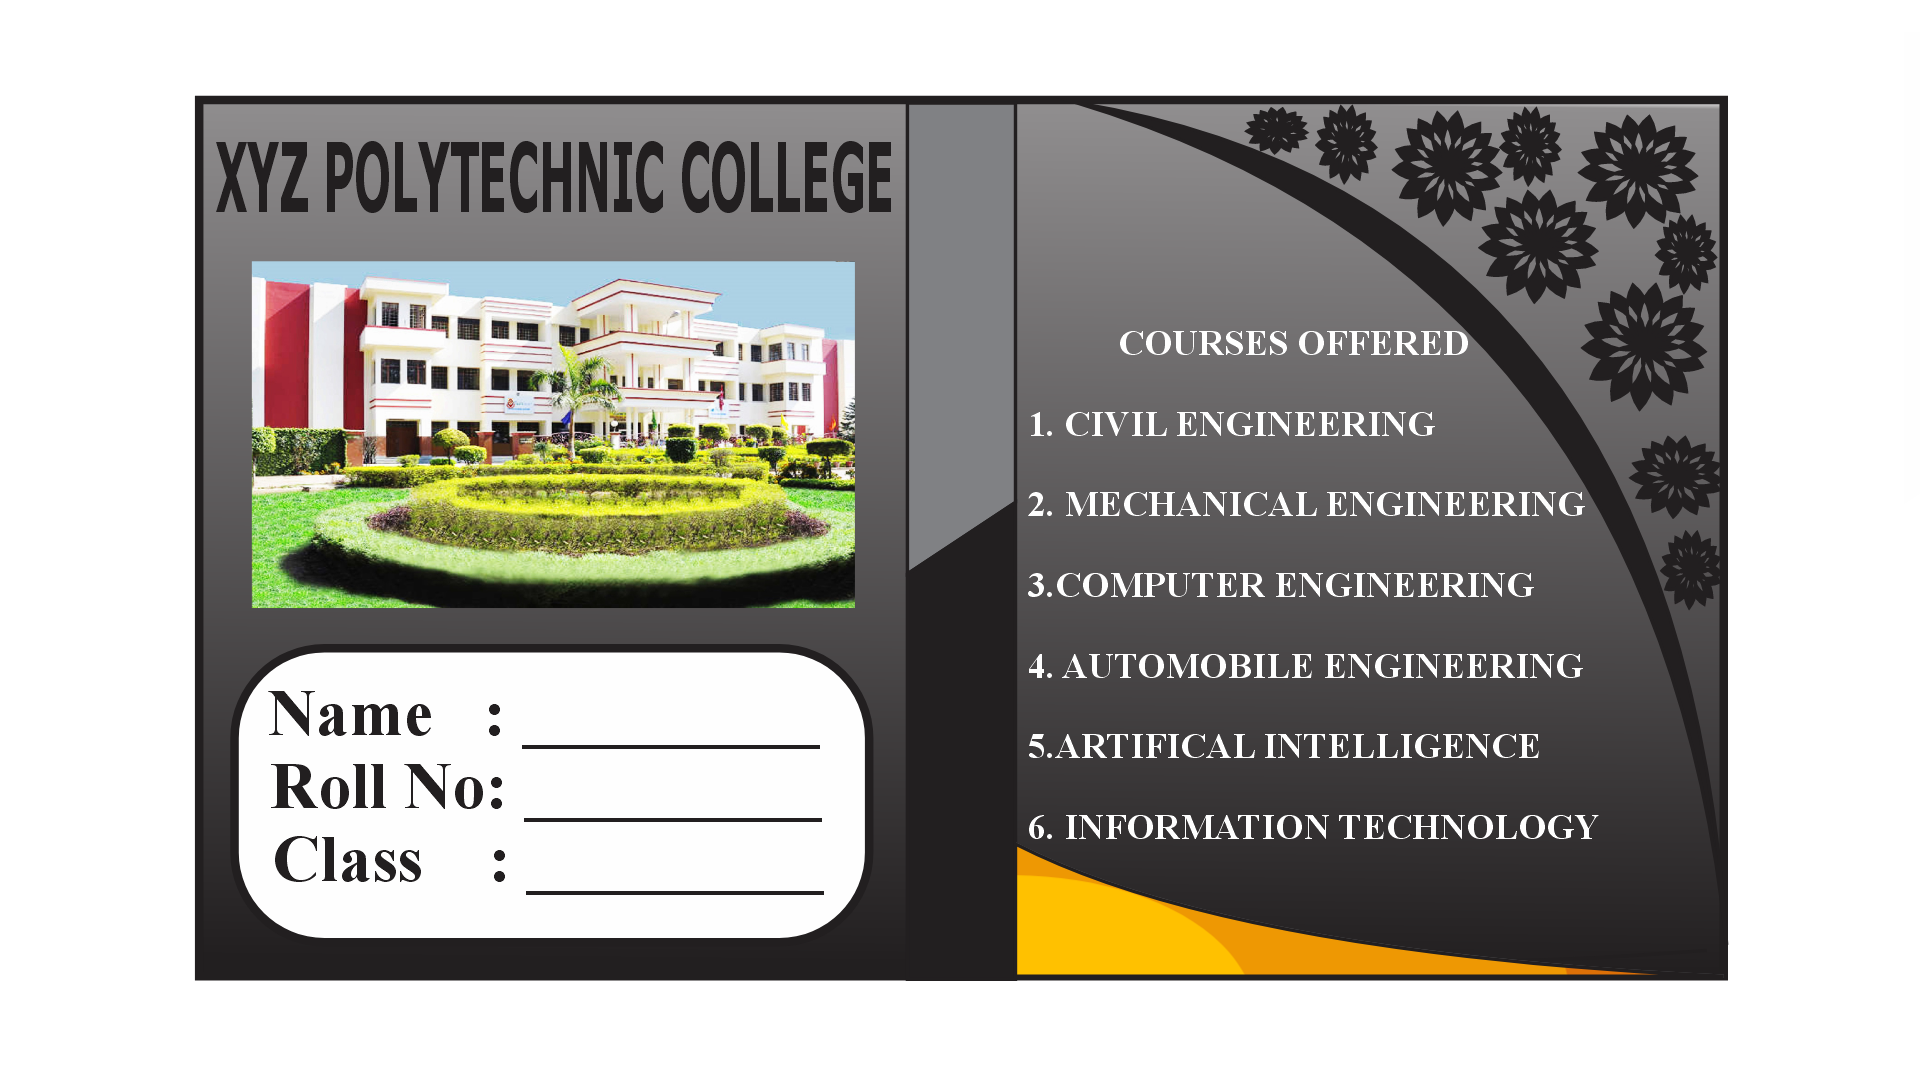 XYZ POLYTECHNIC COLLEGE
Name :
Roll No:
Class :
COURSES OFFERED
1. CIVIL ENGINEERING
2. MECHANICAL ENGINEERING
3.COMPUTER ENGINEERING
4. AUTOMOBILE ENGINEERING
5.ARTIFICAL INTELLIGENCE
6. INFORMATION TECHNOLOGY